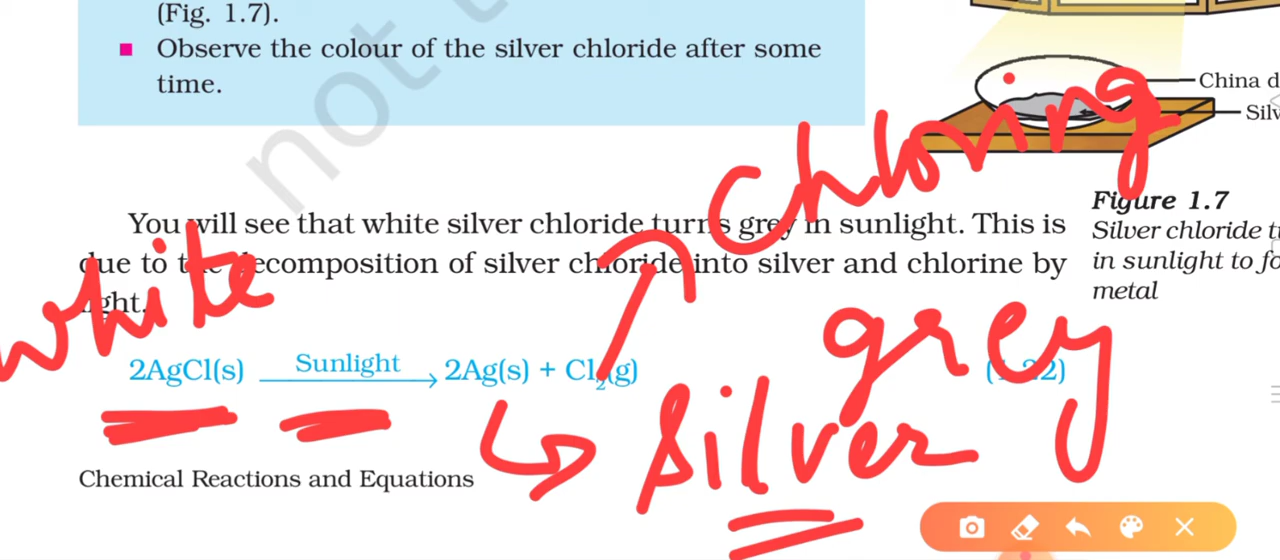 (Fig. 1.7).
■ Observe the colour of the silver chloride after some
time.
not
China d
Silv
Chloring
You will see that white silver chloride turns grey in sunlight. This is
due to the decomposition of silver chloride into silver and chlorine by
light.
Figure 1.7
Silver chloride t
in sunlight to fo
metal
white
grey
2AgCl(s) Sunlight → 2Ag(s) + Cl₂(g)
Silver
Chemical Reactions and Equations